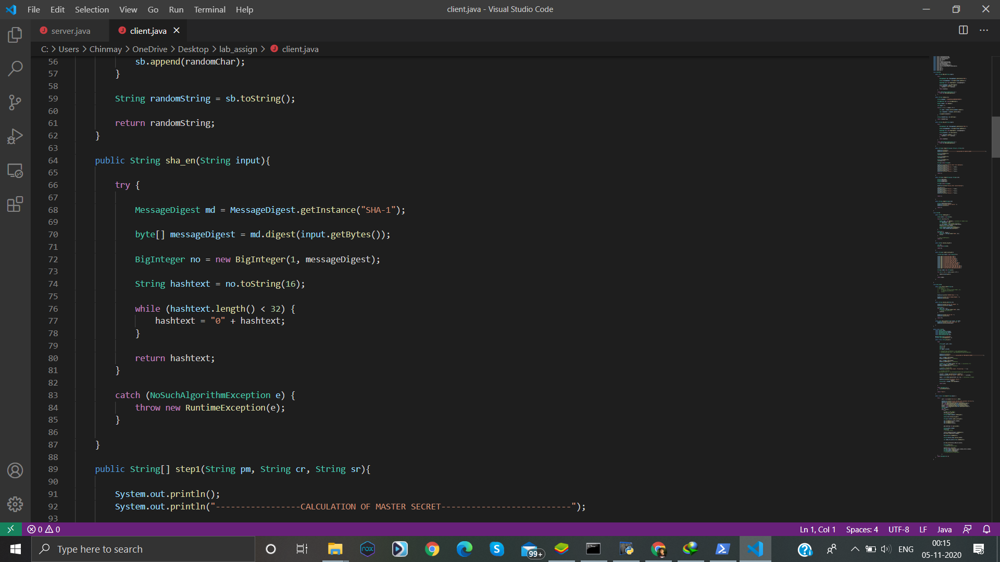 File Edit Selection View Go Run Terminal Help
client.java - Visual Studio Code
server.java
client.java
C: > Users > Chinmay > OneDrive > Desktop > lab_assign > client.java
56 sb.append(randomChar);
57 }
58
59 String randomString = sb.toString();
60
61 return randomString;
62 }
63
64 public String sha_en(String input){
65
66 try {
67
68 MessageDigest md = MessageDigest.getInstance("SHA-1");
69
70 byte[] messageDigest = md.digest(input.getBytes());
71
72 BigInteger no = new BigInteger(1, messageDigest);
73
74 String hashtext = no.toString(16);
75
76 while (hashtext.length() < 32) {
77 hashtext = "0" + hashtext;
78 }
79
80 return hashtext;
81 }
82
83 catch (NoSuchAlgorithmException e) {
84 throw new RuntimeException(e);
85 }
86
87 }
88
89 public String[] step1(String pm, String cr, String sr){
90
91 System.out.println();
92 System.out.println("-----------------CALCULATION OF MASTER SECRET--------------------------");
93
0 0
Ln 1, Col 1 Spaces: 4 UTF-8 LF Java
Type here to search
nox
99+
ENG
00:15
05-11-2020